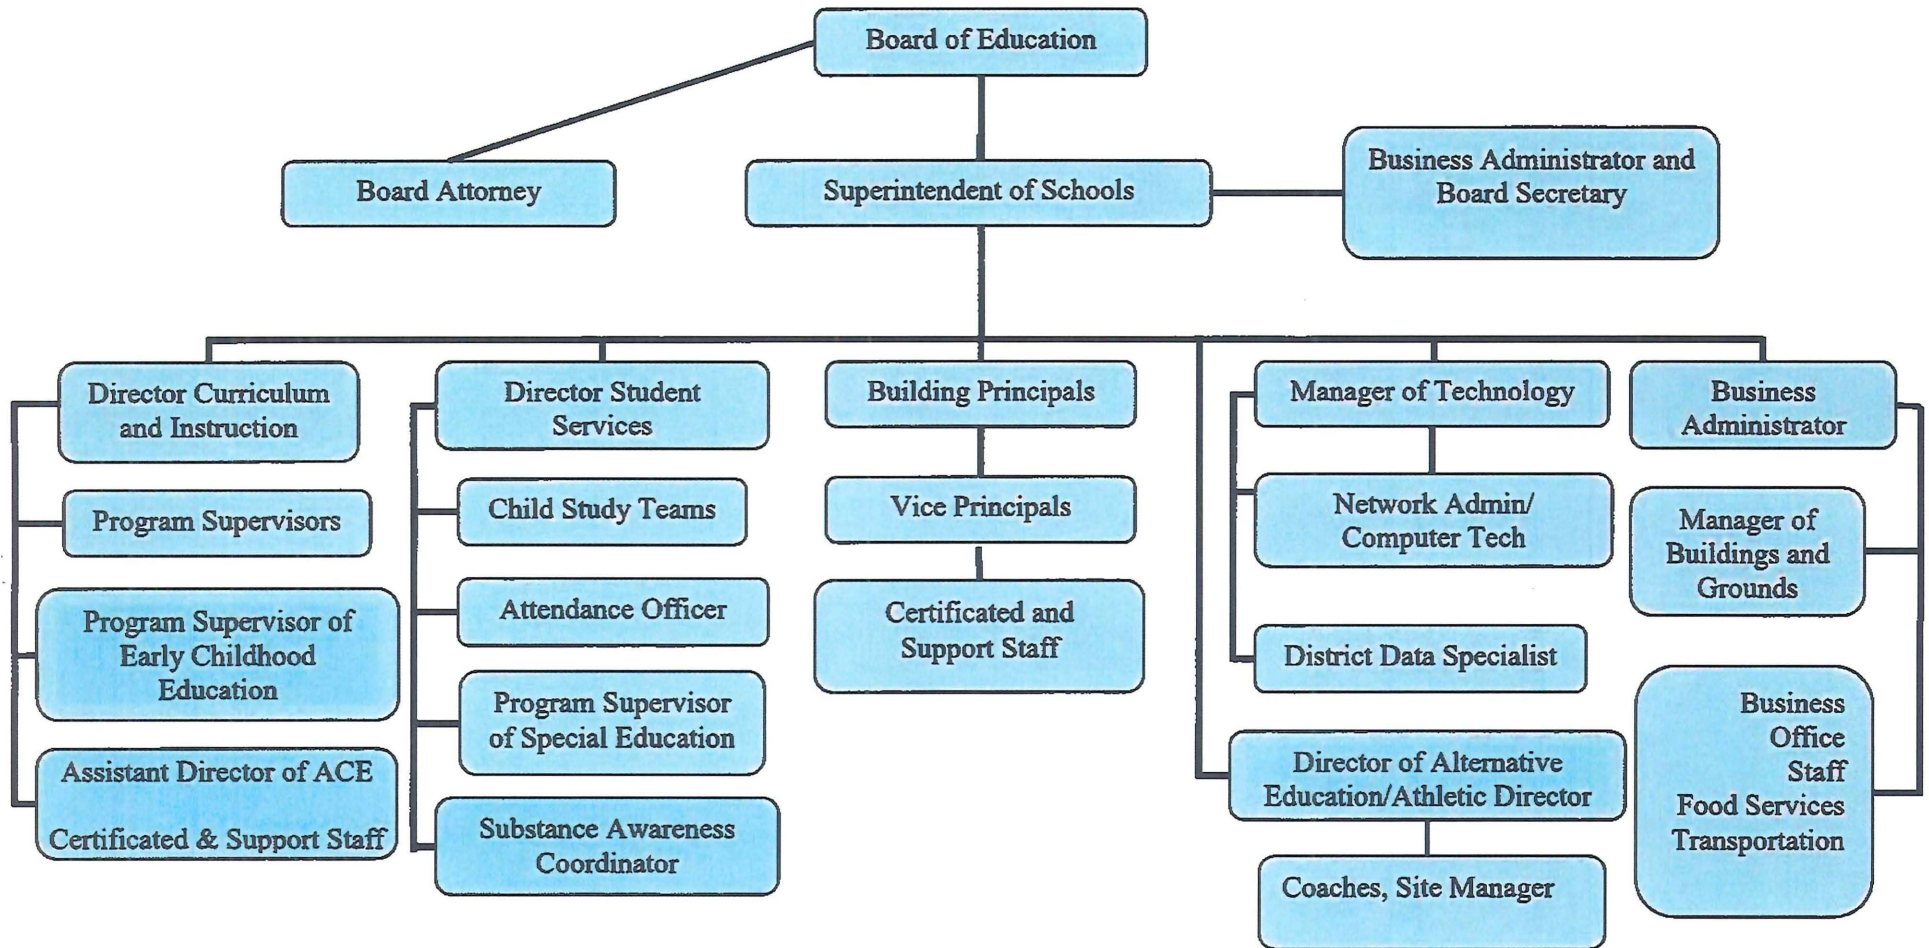 Board of Education
Board Attorney
Superintendent of Schools
Business Administrator and
Board Secretary
Director Curriculum
and Instruction
Program Supervisors
Program Supervisor of
Early Childhood
Education
Assistant Director of ACE
Certificated & Support Staff
Director Student
Services
Child Study Teams
Attendance Officer
Program Supervisor
of Special Education
Substance Awareness
Coordinator
Building Principals
Vice Principals
Certificated and
Support Staff
Manager of Technology
Network Admin/
Computer Tech
District Data Specialist
Director of Alternative
Education/Athletic Director
Coaches, Site Manager
Business
Administrator
Manager of
Buildings and
Grounds
Business
Office
Staff
Food Services
Transportation